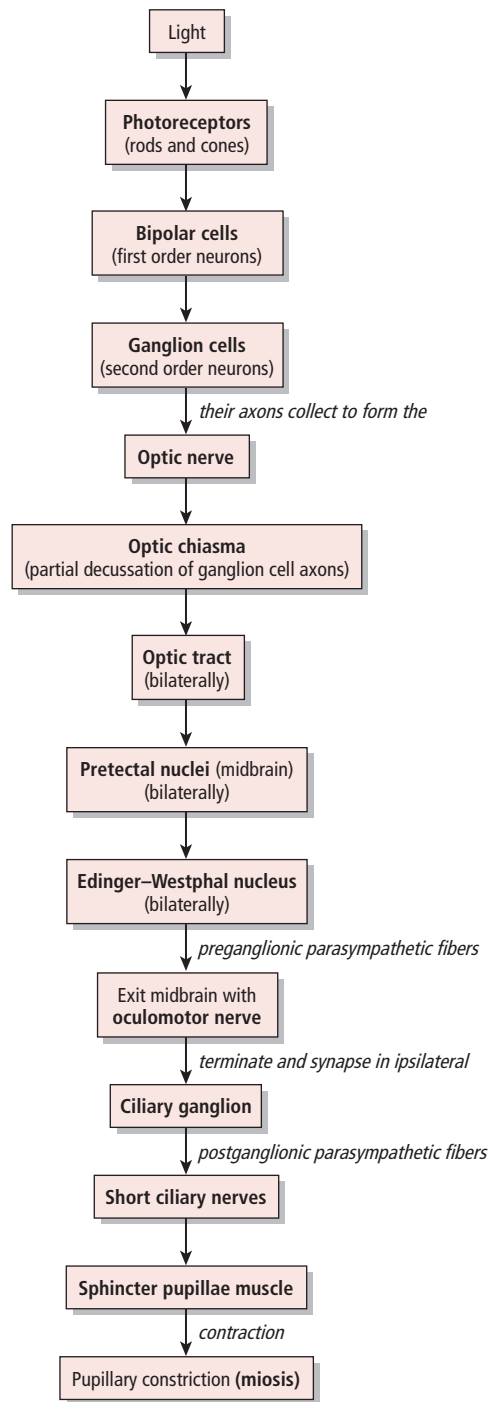 Light
Photoreceptors
(rods and cones)
Bipolar cells
(first order neurons)
Ganglion cells
(second order neurons)
their axons collect to form the
Optic nerve
Optic chiasma
(partial decussation of ganglion cell axons)
Optic tract
(bilaterally)
Pretectal nuclei (midbrain)
(bilaterally)
Edinger–Westphal nucleus
(bilaterally)
preganglionic parasympathetic fibers
Exit midbrain with
oculomotor nerve
terminate and synapse in ipsilateral
Ciliary ganglion
postganglionic parasympathetic fibers
Short ciliary nerves
Sphincter pupillae muscle
contraction
Pupillary constriction (miosis)